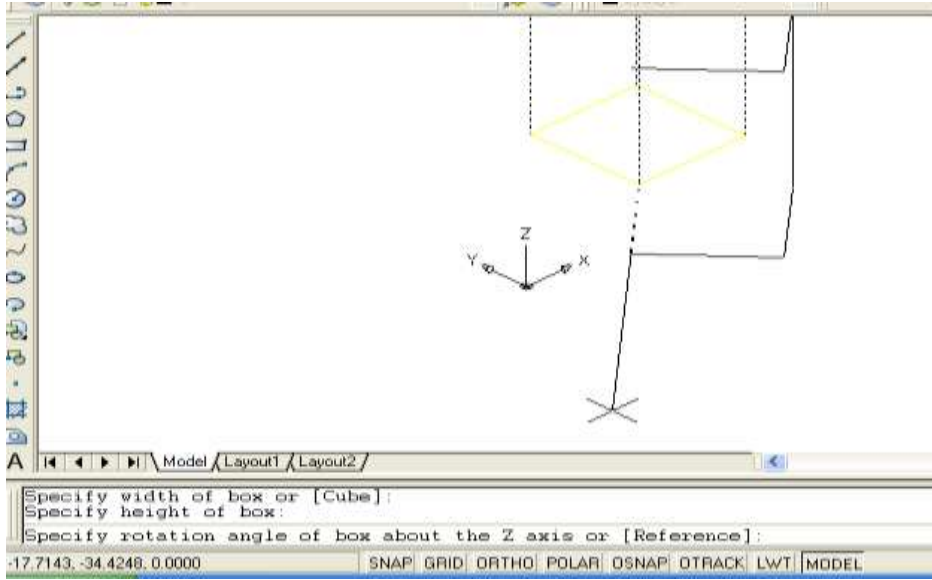 Z
Y X
A
Model Layout1 Layout2
Specify width of box or [Cube]:
Specify height of box:
Specify rotation angle of box about the Z axis or [Reference]:
-17.7143, -34.4248, 0.0000 SNAP GRID ORTHO POLAR OSNAP OTRACK LWT MODEL